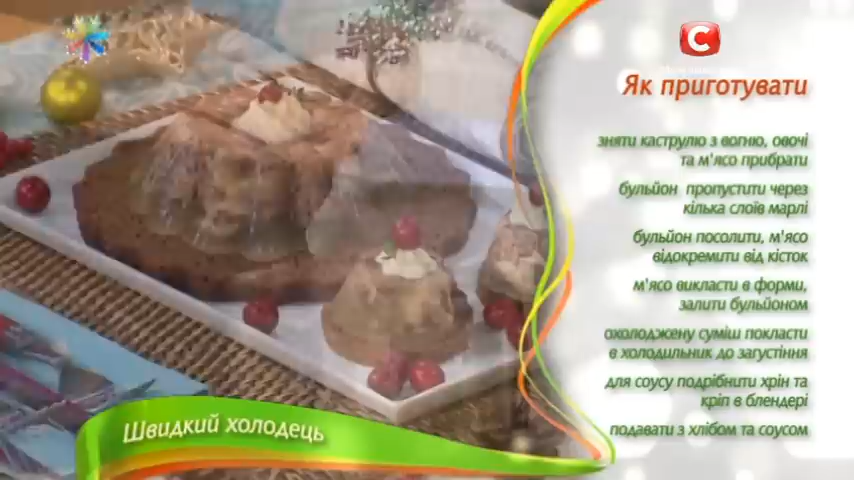 С
Як приготувати
зняти каструлю з вогню, овочі
та м'ясо прибрати
бульйон пропустити через
кілька слоїв марлі
бульйон посолити, м'ясо
відокремити від кісток
м'ясо викласти в форми,
залити бульйоном
охолоджену суміш покласти
в холодильник до загустіння
для соусу подрібнити хрін та
кріп в блендері
подавати з хлібом та соусом
Швидкий холодець